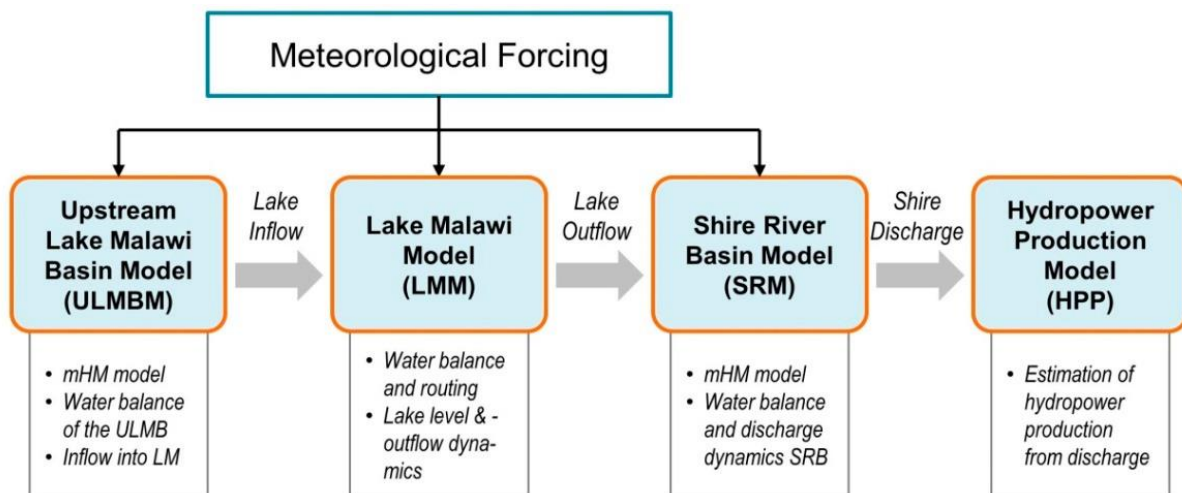 Meteorological Forcing
Upstream
Lake Malawi
Basin Model
(ULMBM)
Lake
Inflow
Lake Malawi
Model
(LMM)
Lake
Outflow
Shire River
Basin Model
(SRM)
Shire
Discharge
Hydropower
Production
Model
(HPP)
• mHM model
• Water balance
of the ULMB
• Inflow into LM
• Water balance
and routing
• Lake level & -
outflow dyna-
mics
• mHM model
• Water balance
and discharge
dynamics SRB
• Estimation of
hydropower
production
from discharge